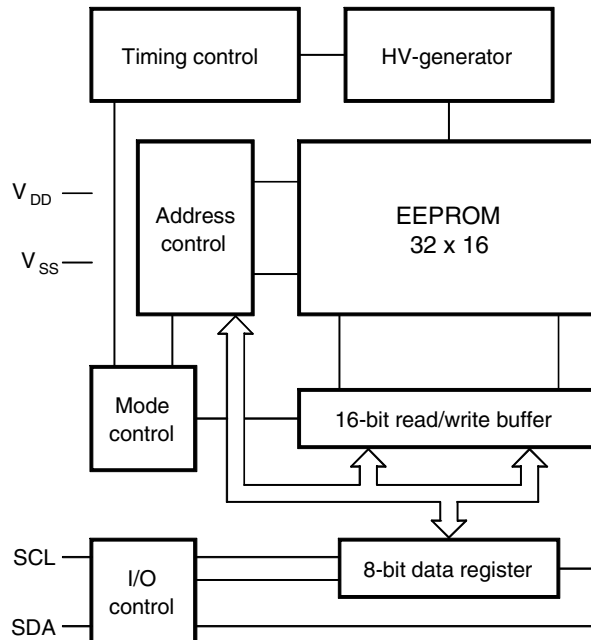 Timing control
HV-generator
V DD
V SS
Address
control
EEPROM
32 x 16
Mode
control
16-bit read/write buffer
SCL
SDA
I/O
control
8-bit data register